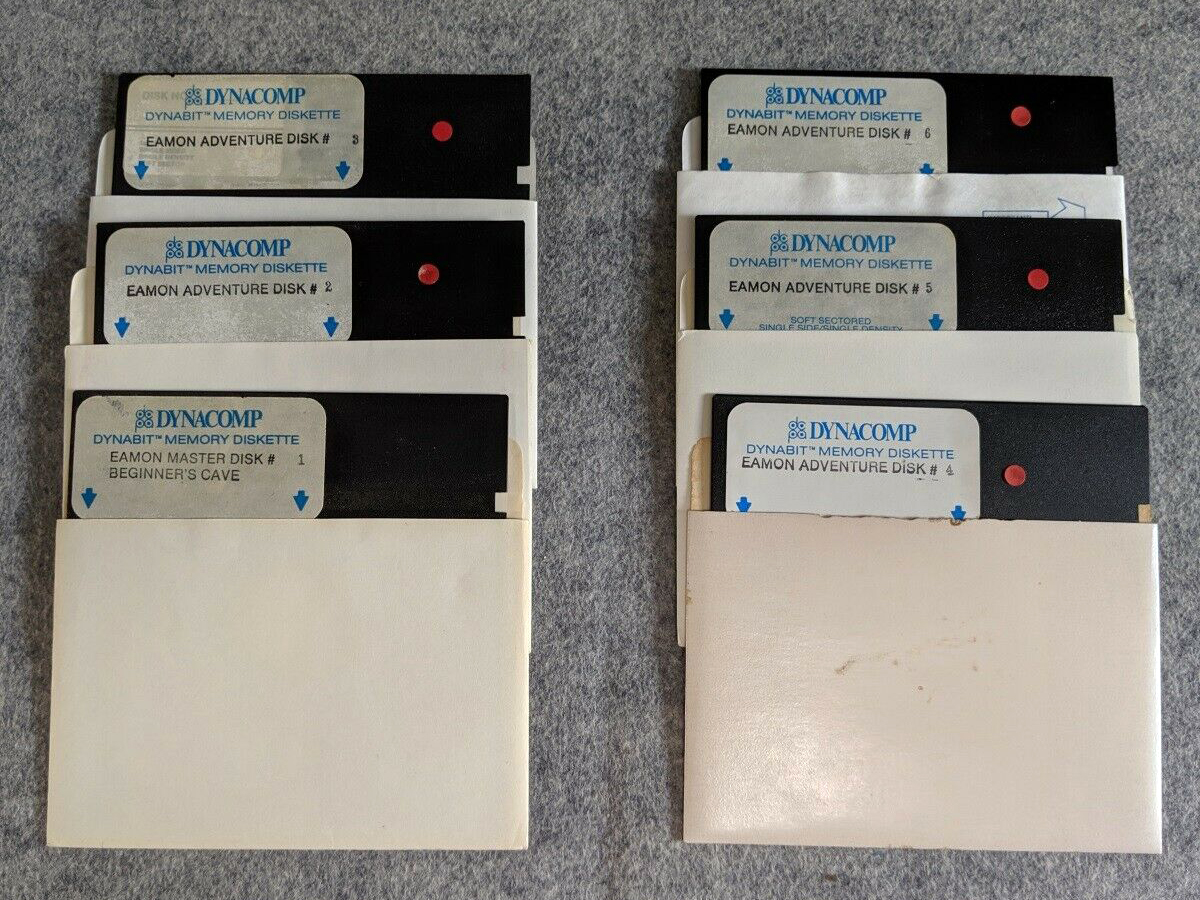 DISK NO
DYNACOMP
DYNABIT™ MEMORY DISKETTE
EAMON ADVENTURE DISK # 3
DYNACOMP
DYNABIT™ MEMORY DISKETTE
EAMON ADVENTURE DISK # 2
DYNACOMP
DYNABIT™ MEMORY DISKETTE
EAMON MASTER DISK # 1
BEGINNER'S CAVE
DYNACOMP
DYNABIT™ MEMORY DISKETTE
EAMON ADVENTURE DISK # 6
DYNACOMP
DYNABIT™ MEMORY DISKETTE
EAMON ADVENTURE DISK # 5
SOFT SECTORED
SINGLE SIDE/SINGLE DENSITY
DYNACOMP
DYNABIT™ MEMORY DISKETTE
EAMON ADVENTURE DISK # 4